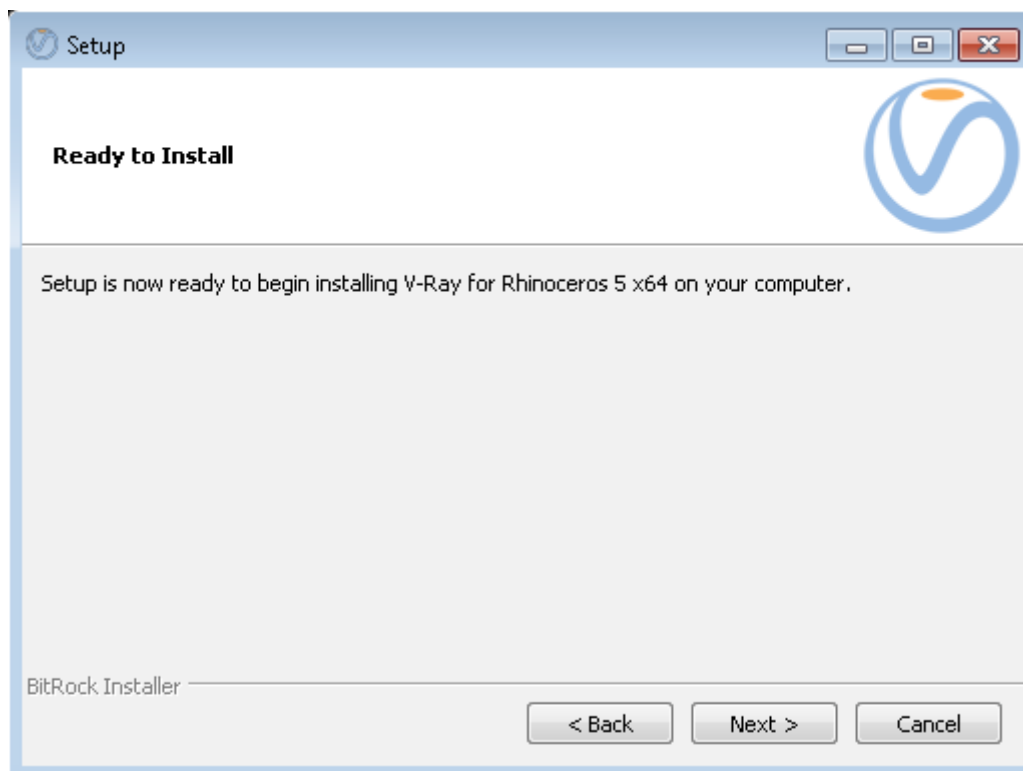 Setup
Ready to Install
Setup is now ready to begin installing V-Ray for Rhinoceros 5 x64 on your computer.
BitRock Installer
< Back Next > Cancel